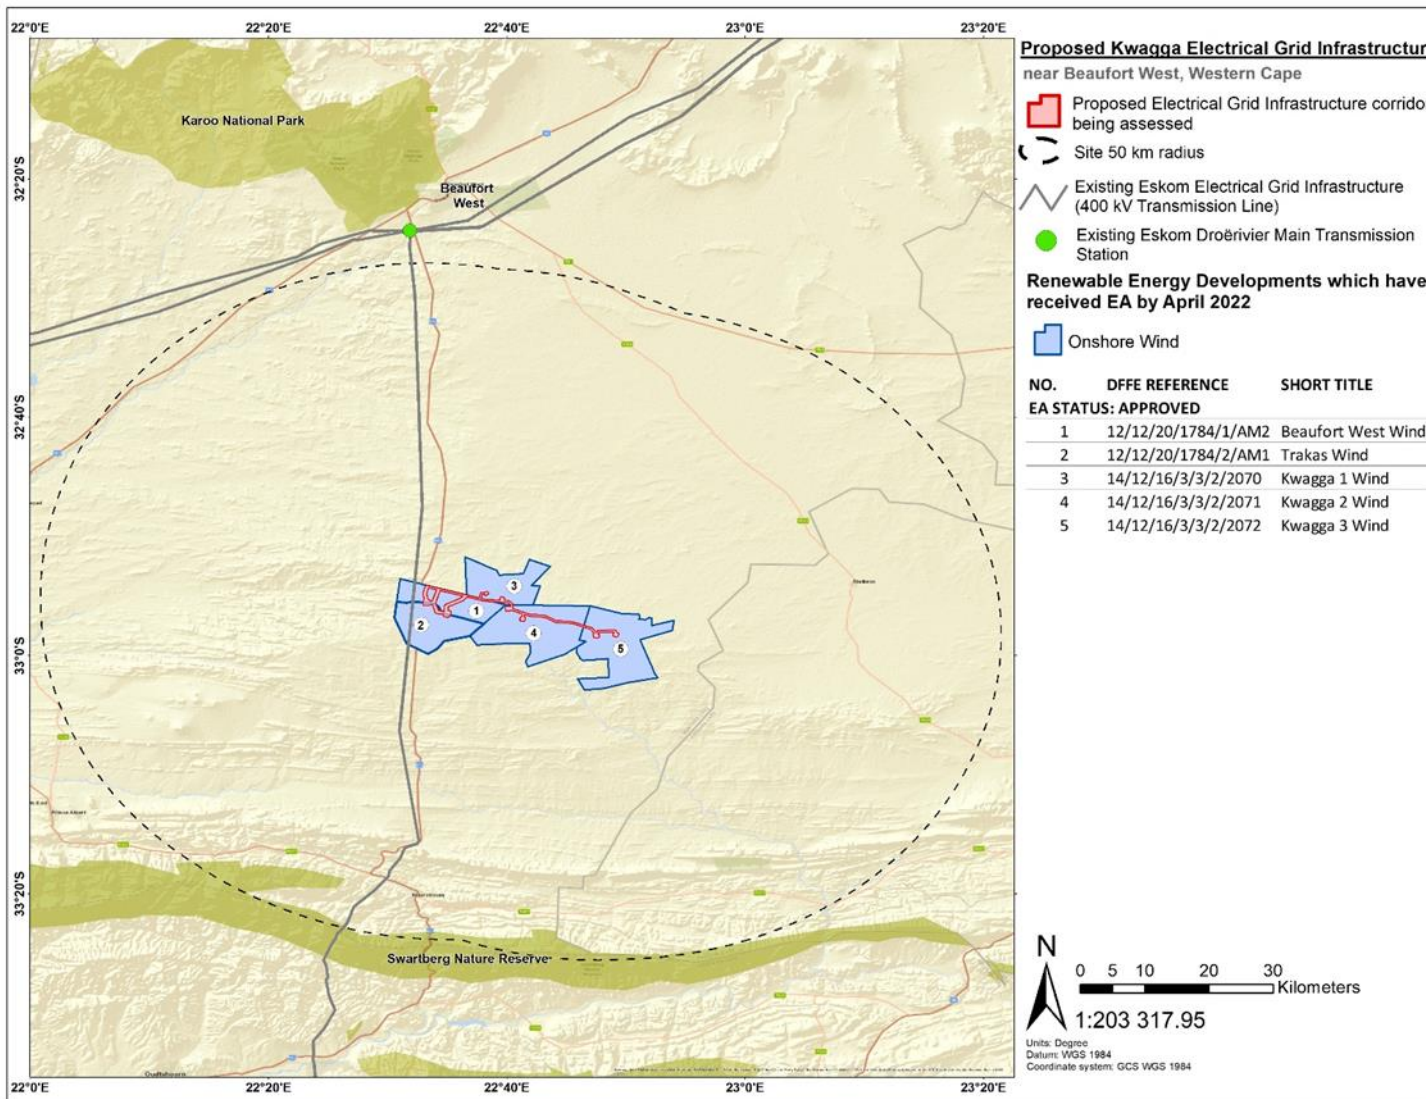 22°0'E 22°20'E 22°40'E 23°0'E 23°20'E
Proposed Kwagga Electrical Grid Infrastructur
near Beaufort West, Western Cape
Proposed Electrical Grid Infrastructure corrido
being assessed
Site 50 km radius
Existing Eskom Electrical Grid Infrastructure
(400 kV Transmission Line)
Existing Eskom Droërivier Main Transmission
Station
Renewable Energy Developments which have
received EA by April 2022
Onshore Wind
NO. DFFE REFERENCE SHORT TITLE
EA STATUS: APPROVED
1 12/12/20/1784/1/AM2 Beaufort West Wind
2 12/12/20/1784/2/AM1 Trakas Wind
3 14/12/16/3/3/2/2070 Kwagga 1 Wind
4 14/12/16/3/3/2/2071 Kwagga 2 Wind
5 14/12/16/3/3/2/2072 Kwagga 3 Wind
Karoo National Park
Beaufort
West
32°20'S
32°40'S
33°0'S
33°20'S
3
1
2
4
5
Swartberg Nature Reserve
Oudtshoorn
N
0 5 10 20 30
Kilometers
1:203 317.95
Units: Degree
Datum: WGS 1984
Coordinate system: GCS WGS 1984
22°0'E 22°20'E 22°40'E 23°0'E 23°20'E